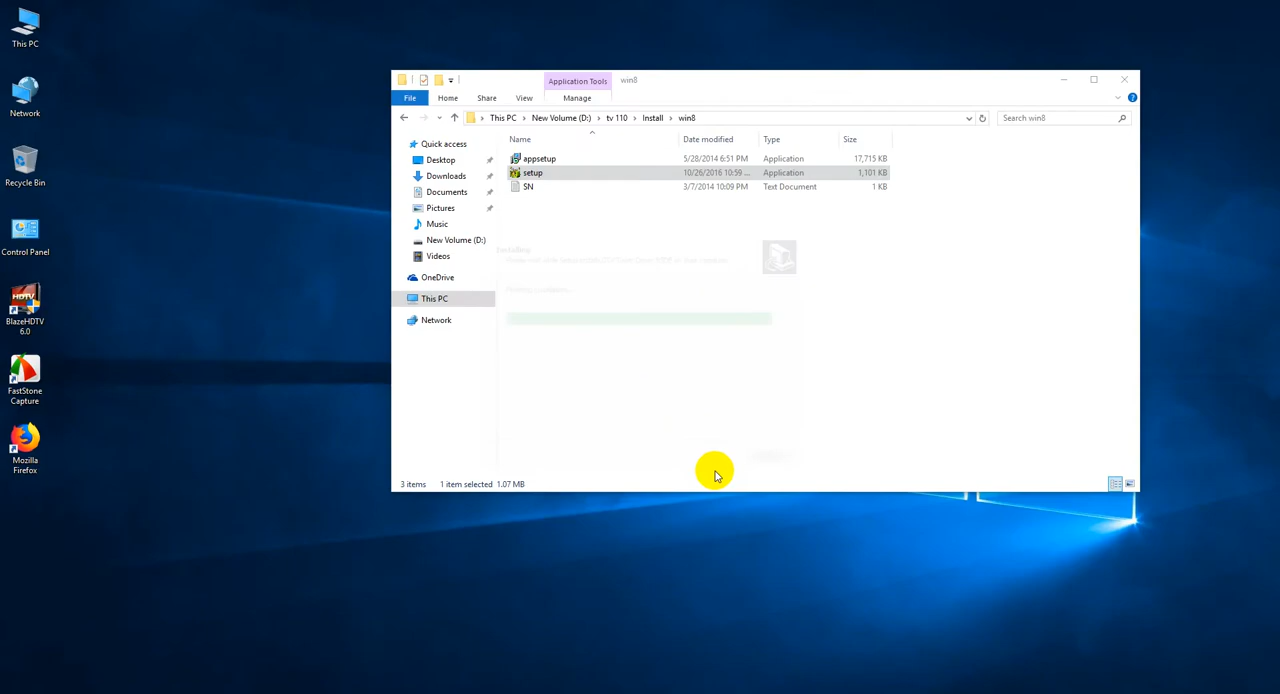 This PC
Network
Recycle Bin
Control Panel
HDTV
BlazeHDTV
6.0
FastStone
Capture
Mozilla
Firefox
Application Tools win8
File Home Share View Manage
This PC > New Volume (D:) > tv 110 > Install > win8
Search win8
Quick access
Desktop
Downloads
Documents
Pictures
Music
New Volume (D:)
Videos
OneDrive
This PC
Network
Name Date modified Type Size
appsetup 5/28/2014 6:51 PM Application 17,715 KB
setup 10/26/2016 10:59 ... Application 1,101 KB
SN 3/7/2014 10:09 PM Text Document 1 KB
Installing
3 items 1 item selected 1.07 MB